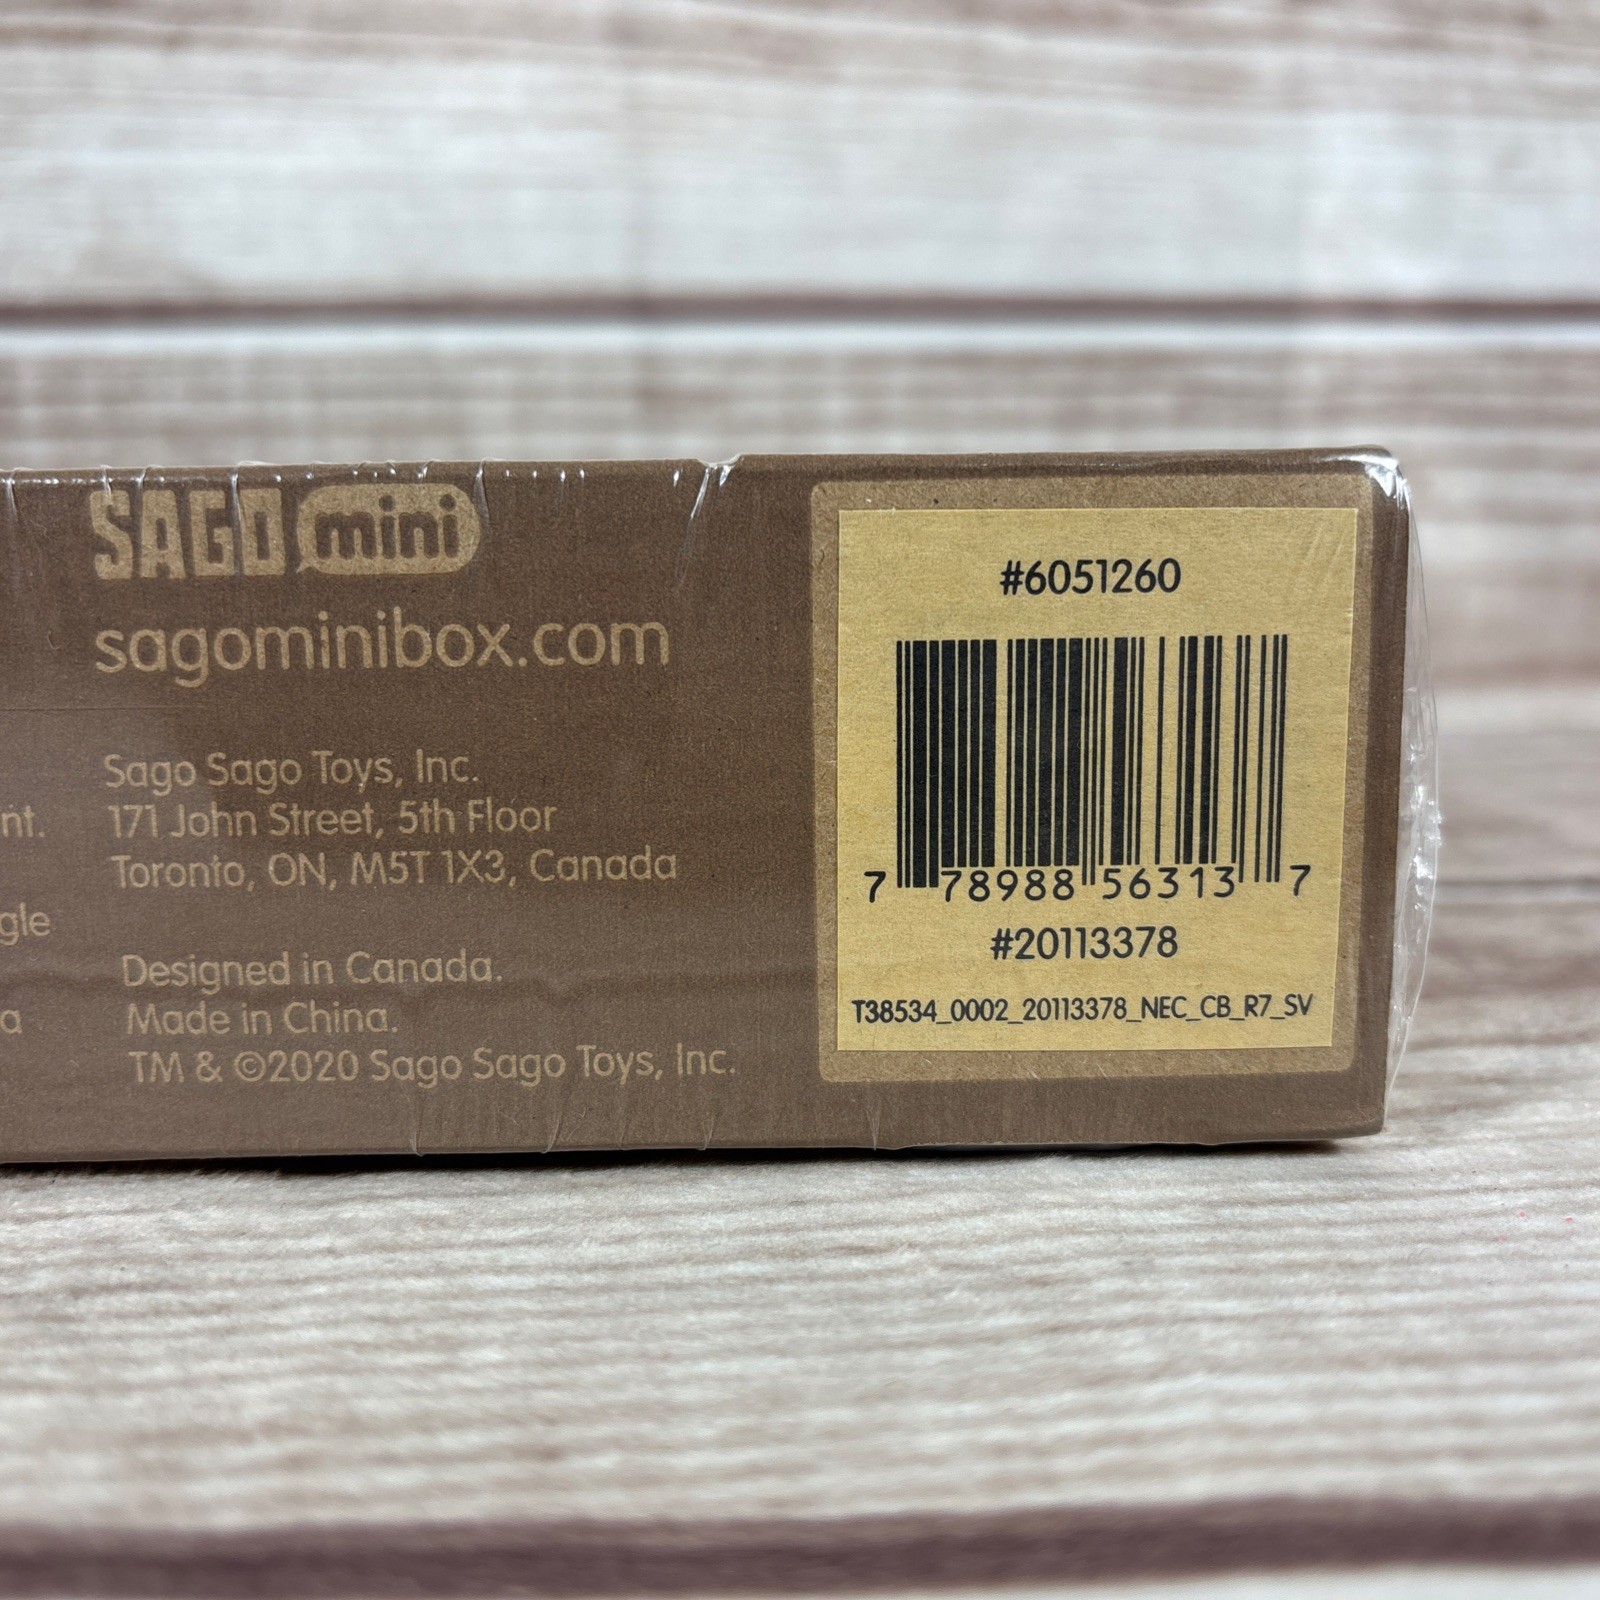 SAGO mini
sagominibox.com
Sago Sago Toys, Inc.
171 John Street, 5th Floor
Toronto, ON, M5T 1X3, Canada
Designed in Canada.
Made in China.
TM & ©2020 Sago Sago Toys, Inc.
nt.
gle
a
#6051260
7 78988 56313 7
#20113378
T38534_0002_20113378_NEC_CB_R7_SV